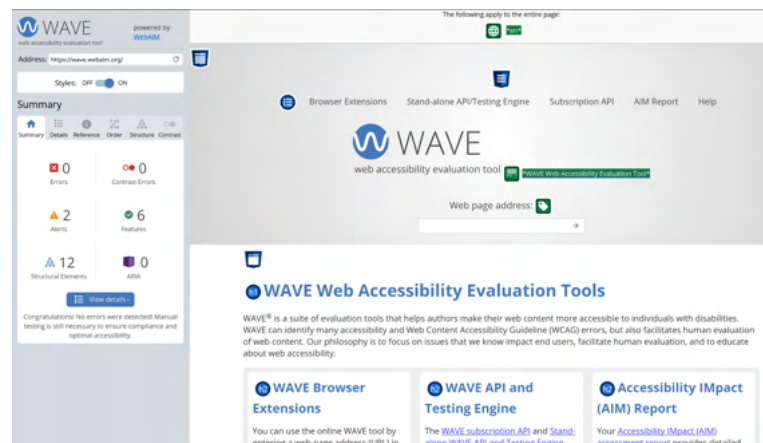 WAVE
powered by
WebAIM
web accessibility evaluation tool
Address: https://wave.webaim.org/
Styles: OFF ON
Summary
Summary Details Reference Order Structure Contrast
0 0
Errors Contrast Errors
2 6
Alerts Features
12 0
Structural Elements ARIA
View details ›
Congratulations! No errors were detected! Manual
testing is still necessary to ensure compliance and
optimal accessibility.
The following apply to the entire page:
*en*
Browser Extensions Stand-alone API/Testing Engine Subscription API AIM Report Help
WAVE
web accessibility evaluation tool *WAVE Web Accessibility Evaluation Tool*
Web page address:
h1 WAVE Web Accessibility Evaluation Tools
WAVE® is a suite of evaluation tools that helps authors make their web content more accessible to individuals with disabilities.
WAVE can identify many accessibility and Web Content Accessibility Guideline (WCAG) errors, but also facilitates human evaluation
of web content. Our philosophy is to focus on issues that we know impact end users, facilitate human evaluation, and to educate
about web accessibility.
h2 WAVE Browser
Extensions
You can use the online WAVE tool by
entering a web page address (URL) in
h2 WAVE API and
Testing Engine
The WAVE subscription API and Stand-
alone WAVE API and Testing Engine
h2 Accessibility IMpact
(AIM) Report
Your Accessibility IMpact (AIM)
assessment report provides detailed